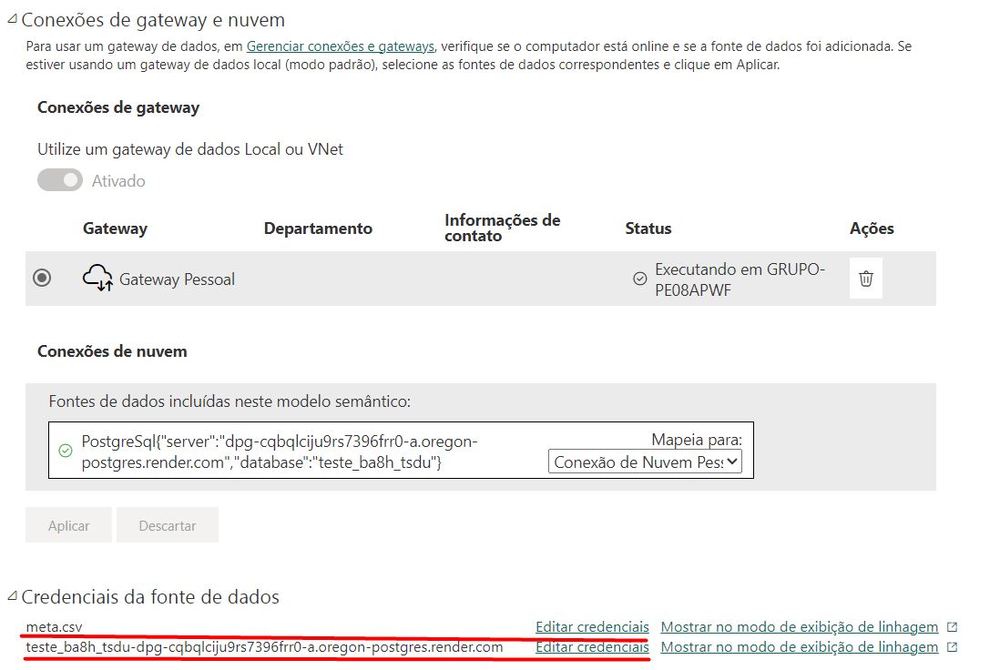 Conexões de gateway e nuvem
Para usar um gateway de dados, em Gerenciar conexões e gateways, verifique se o computador está online e se a fonte de dados foi adicionada. Se
estiver usando um gateway de dados local (modo padrão), selecione as fontes de dados correspondentes e clique em Aplicar.
Conexões de gateway
Utilize um gateway de dados Local ou VNet
Ativado
Gateway Departamento Informações de contato Status Ações
Gateway Pessoal Executando em GRUPO-
PE08APWF
Conexões de nuvem
Fontes de dados incluídas neste modelo semântico:
PostgreSql{"server":"dpg-cqbqlciju9rs7396frr0-a.oregon- Mapeia para:
postgres.render.com","database":"teste_ba8h_tsdu"} Conexão de Nuvem Pes
Aplicar Descartar
Credenciais da fonte de dados
meta.csv Editar credenciais Mostrar no modo de exibição de linhagem
teste_ba8h_tsdu-dpg-cqbqlciju9rs7396frr0-a.oregon-postgres.render.com Editar credenciais Mostrar no modo de exibição de linhagem